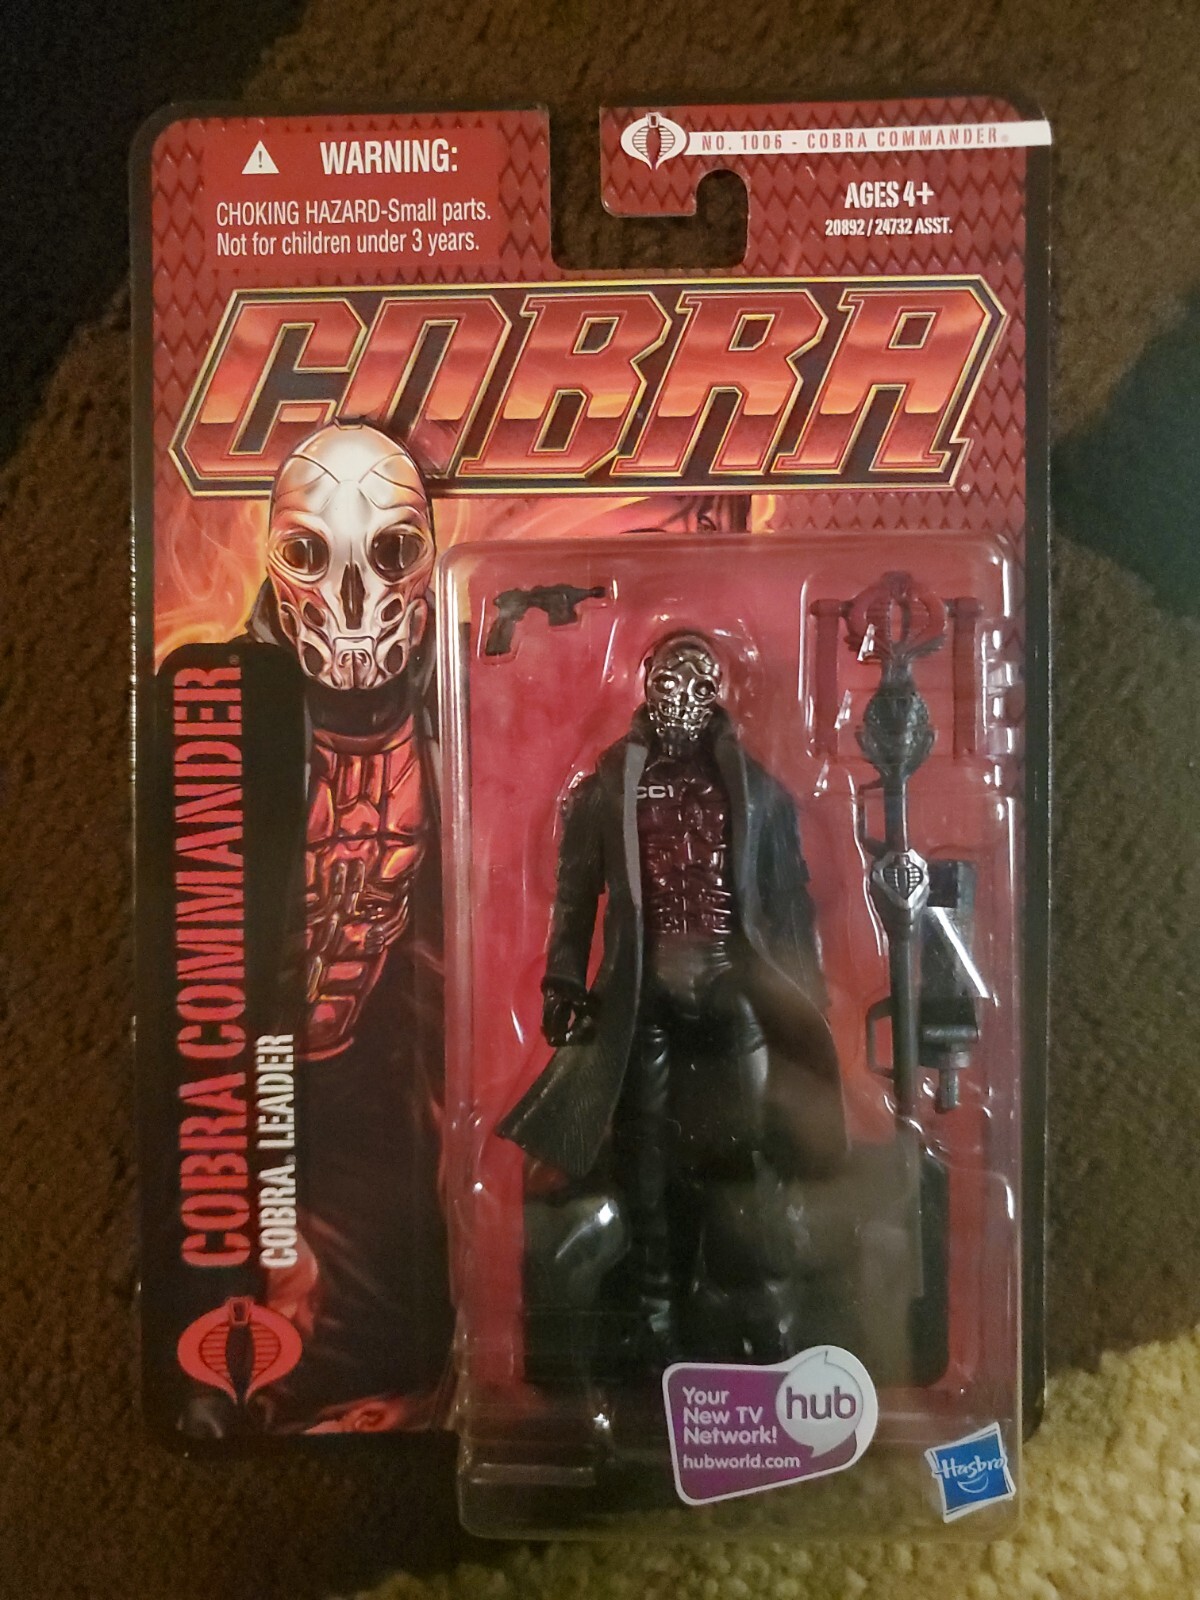 WARNING:
CHOKING HAZARD-Small parts.
Not for children under 3 years.
NO. 1006 - COBRA COMMANDER®
AGES 4+
20892 / 24732 ASST.
COBRA®
COBRA COMMANDER®
COBRA® LEADER
CC1
Your
New TV
Network!
hubworld.com
hub
Hasbro